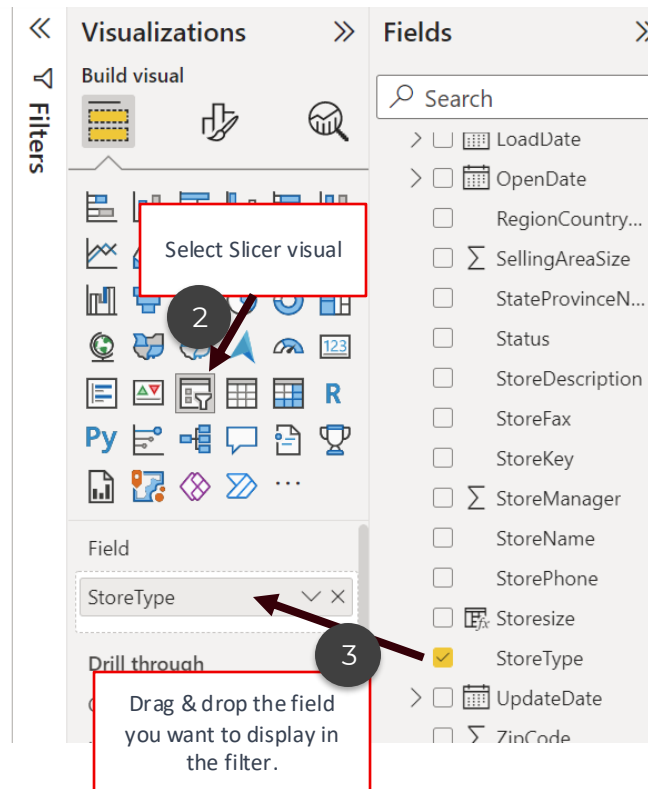 Visualizations
Build visual
Filters
Select Slicer visual
2
123
R
Py
Field
StoreType
Drill through
3
Drag & drop the field
you want to display in
the filter.
Fields
Search
LoadDate
OpenDate
RegionCountry...
SellingAreaSize
StateProvinceN...
Status
StoreDescription
StoreFax
StoreKey
StoreManager
StoreName
StorePhone
Storesize
StoreType
UpdateDate
ZipCode